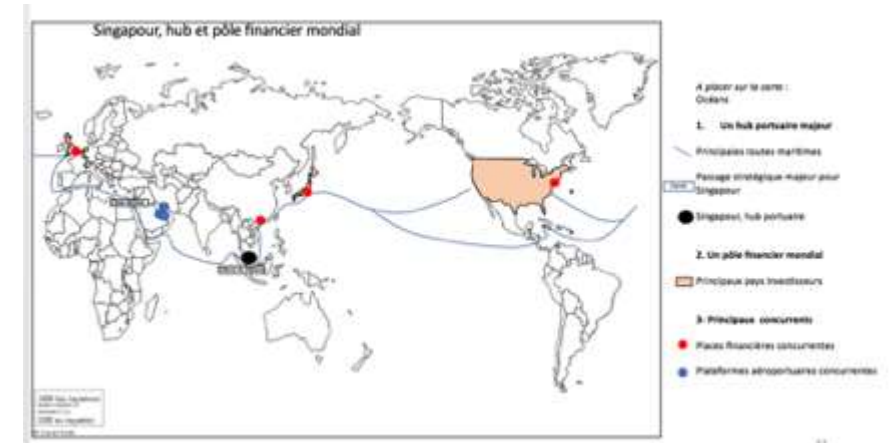 Singapour, hub et pôle financier mondial
A placer sur la carte :
Océans
1. Un hub portuaire majeur
Principales routes maritimes
Passage stratégique majeur pour
Singapour
Singapour, hub portuaire
2. Un pôle financier mondial
Principaux pays investisseurs
3- Principaux concurrents
Places financières concurrentes
Plateformes aéroportuaires concurrentes